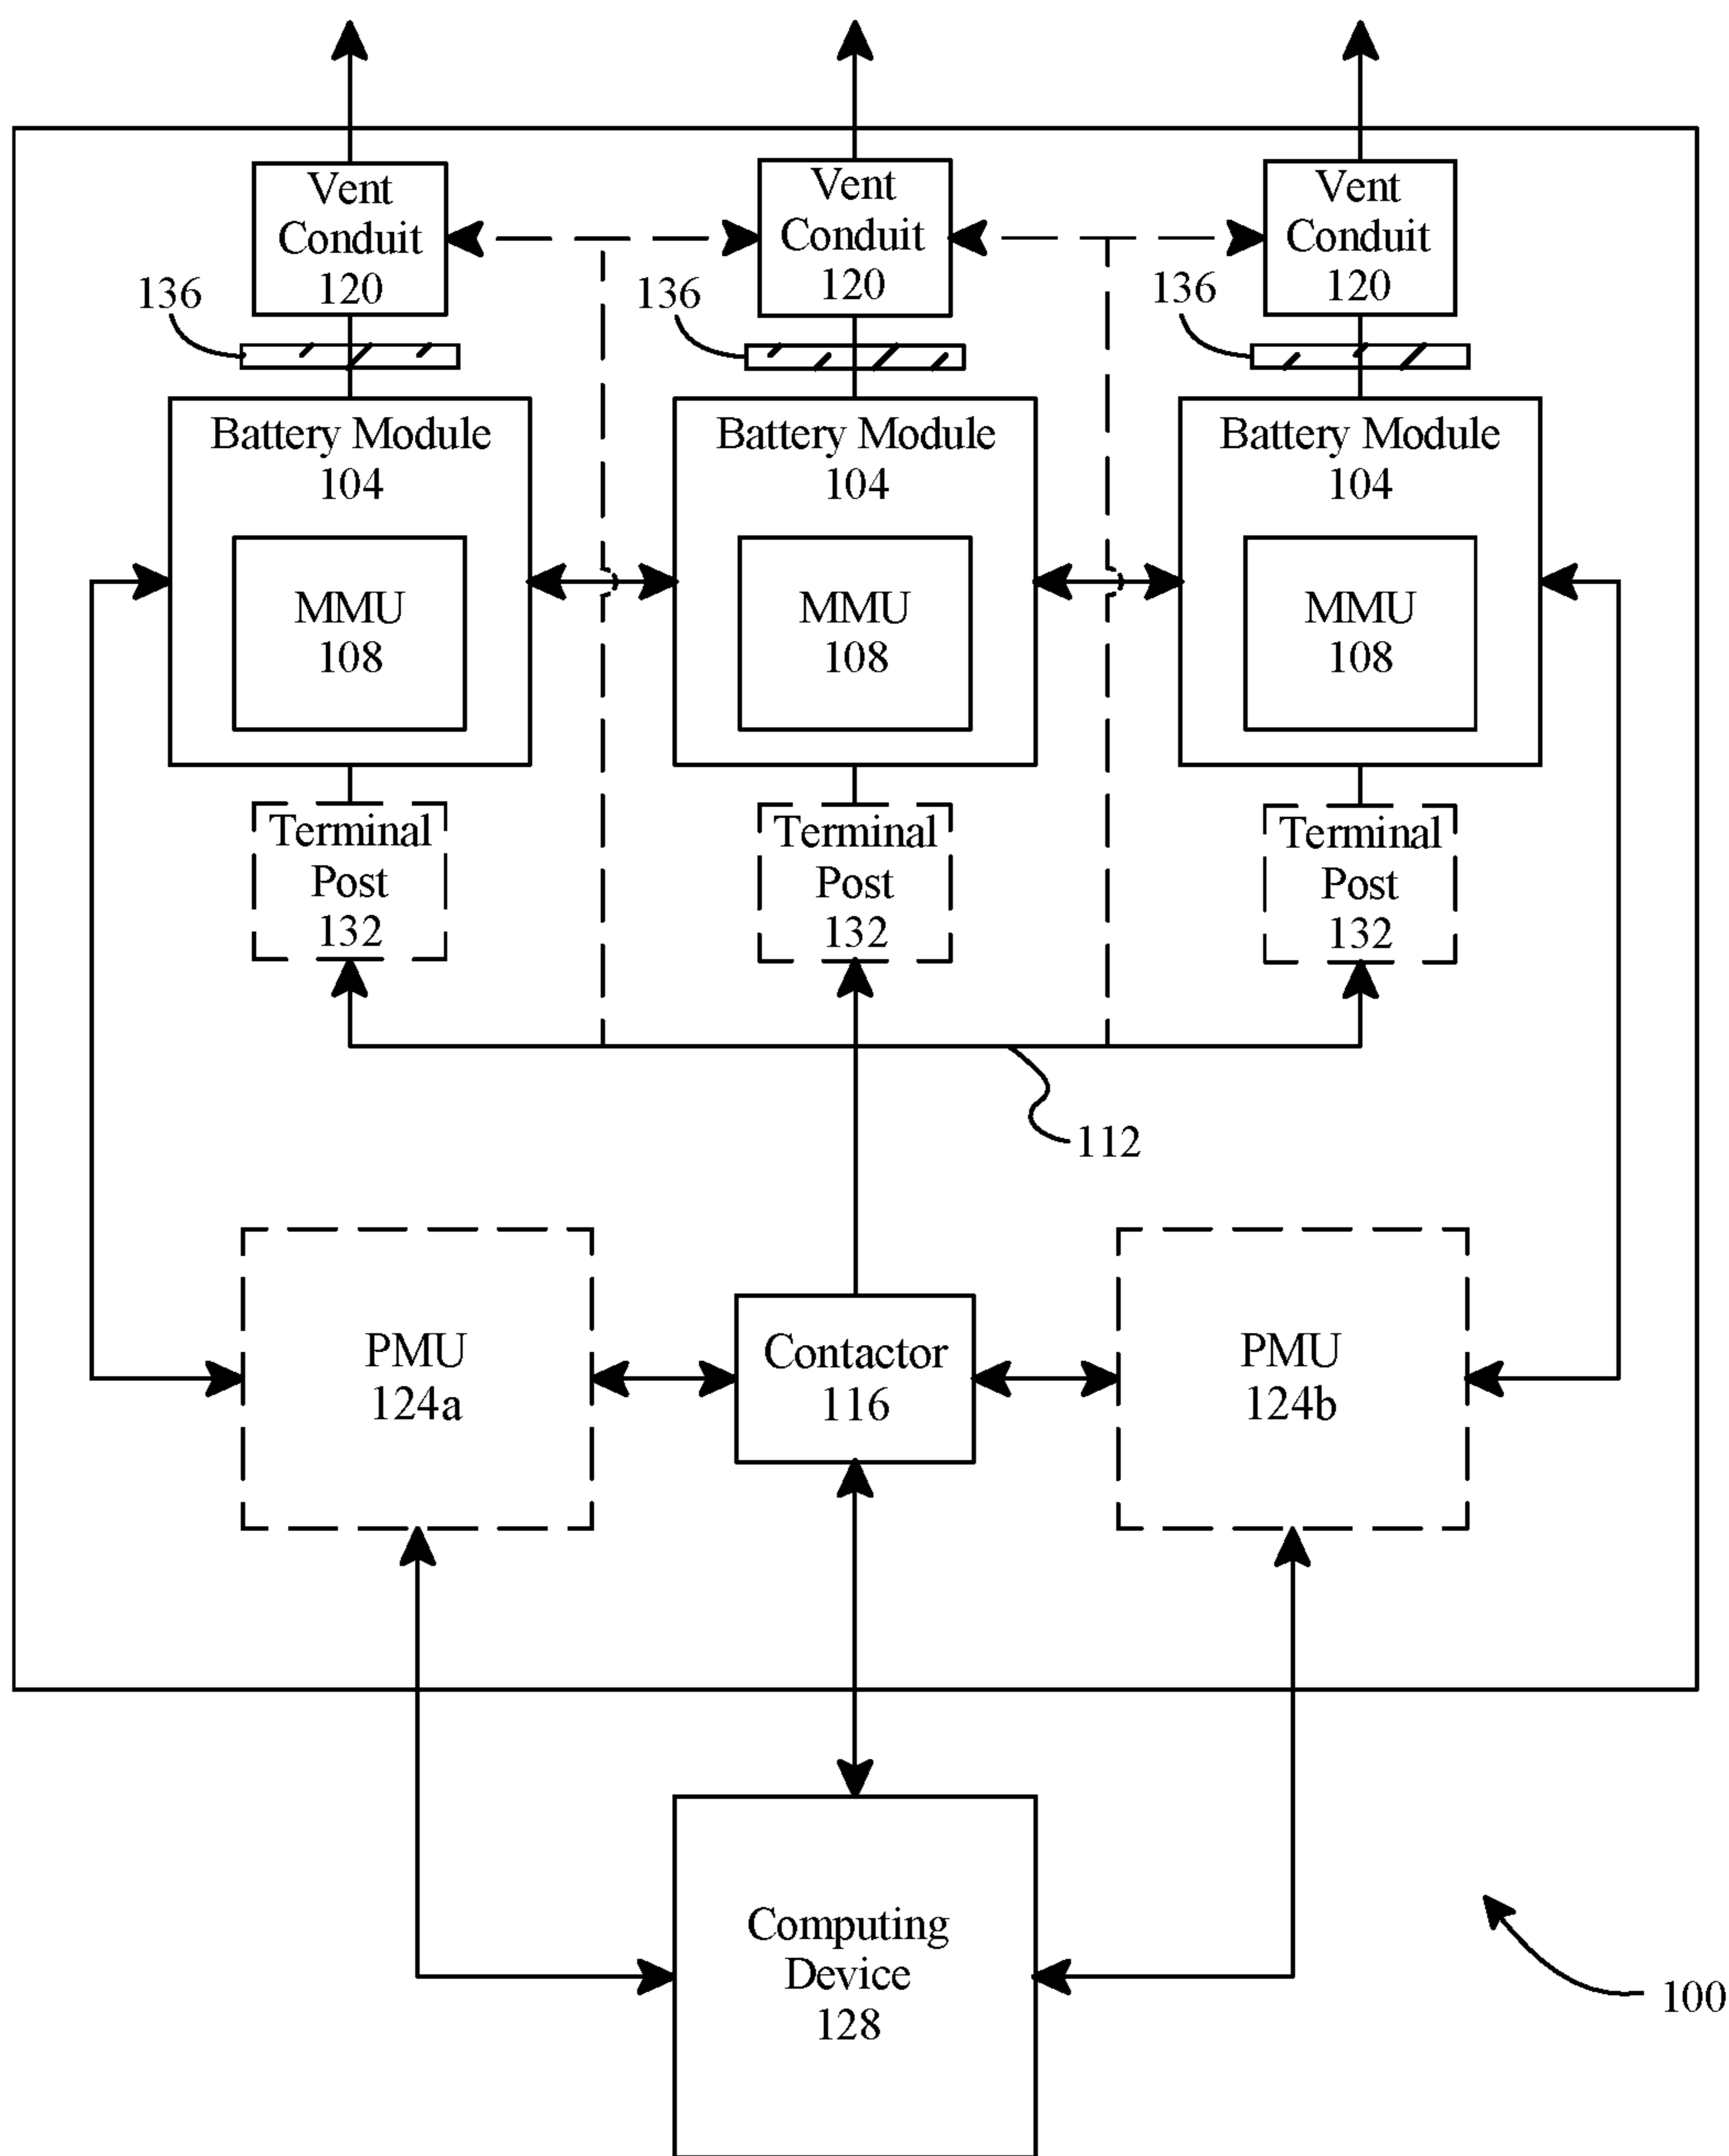 Vent
Conduit
120
Vent
Conduit
120
Vent
Conduit
120
136
136
136
Battery Module
104
Battery Module
104
Battery Module
104
MMU
108
MMU
108
MMU
108
Terminal
Post
132
Terminal
Post
132
Terminal
Post
132
112
PMU
124a
Contactor
116
PMU
124b
Computing
Device
128
100